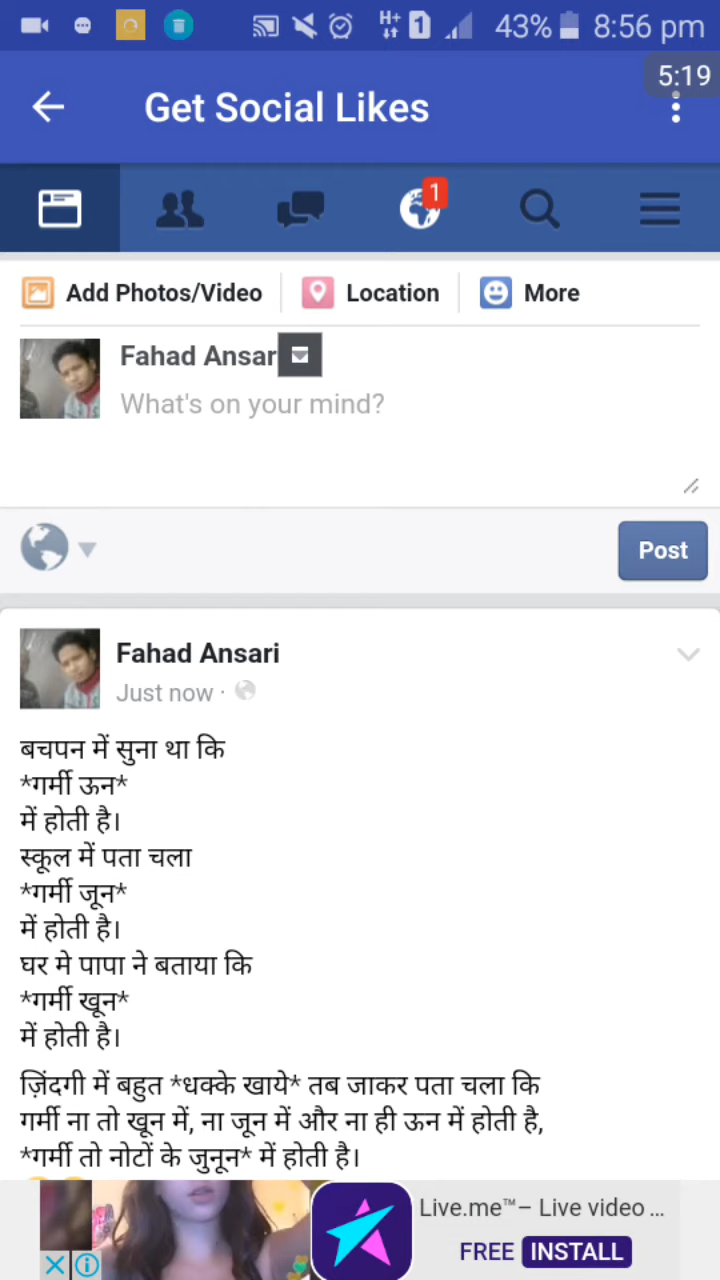 43% 8:56 pm
5:19
Get Social Likes
1
Add Photos/Video Location More
Fahad Ansar
What's on your mind?
Post
Fahad Ansari
Just now ·
बचपन में सुना था कि
*गर्मी ऊन*
में होती है।
स्कूल में पता चला
*गर्मी जून*
में होती है।
घर मे पापा ने बताया कि
*गर्मी खून*
में होती है।
ज़िंदगी में बहुत *धक्के खाये* तब जाकर पता चला कि
गर्मी ना तो खून में, ना जून में और ना ही ऊन में होती है,
*गर्मी तो नोटों के जुनून* में होती है।
Live.me™– Live video ...
FREE INSTALL